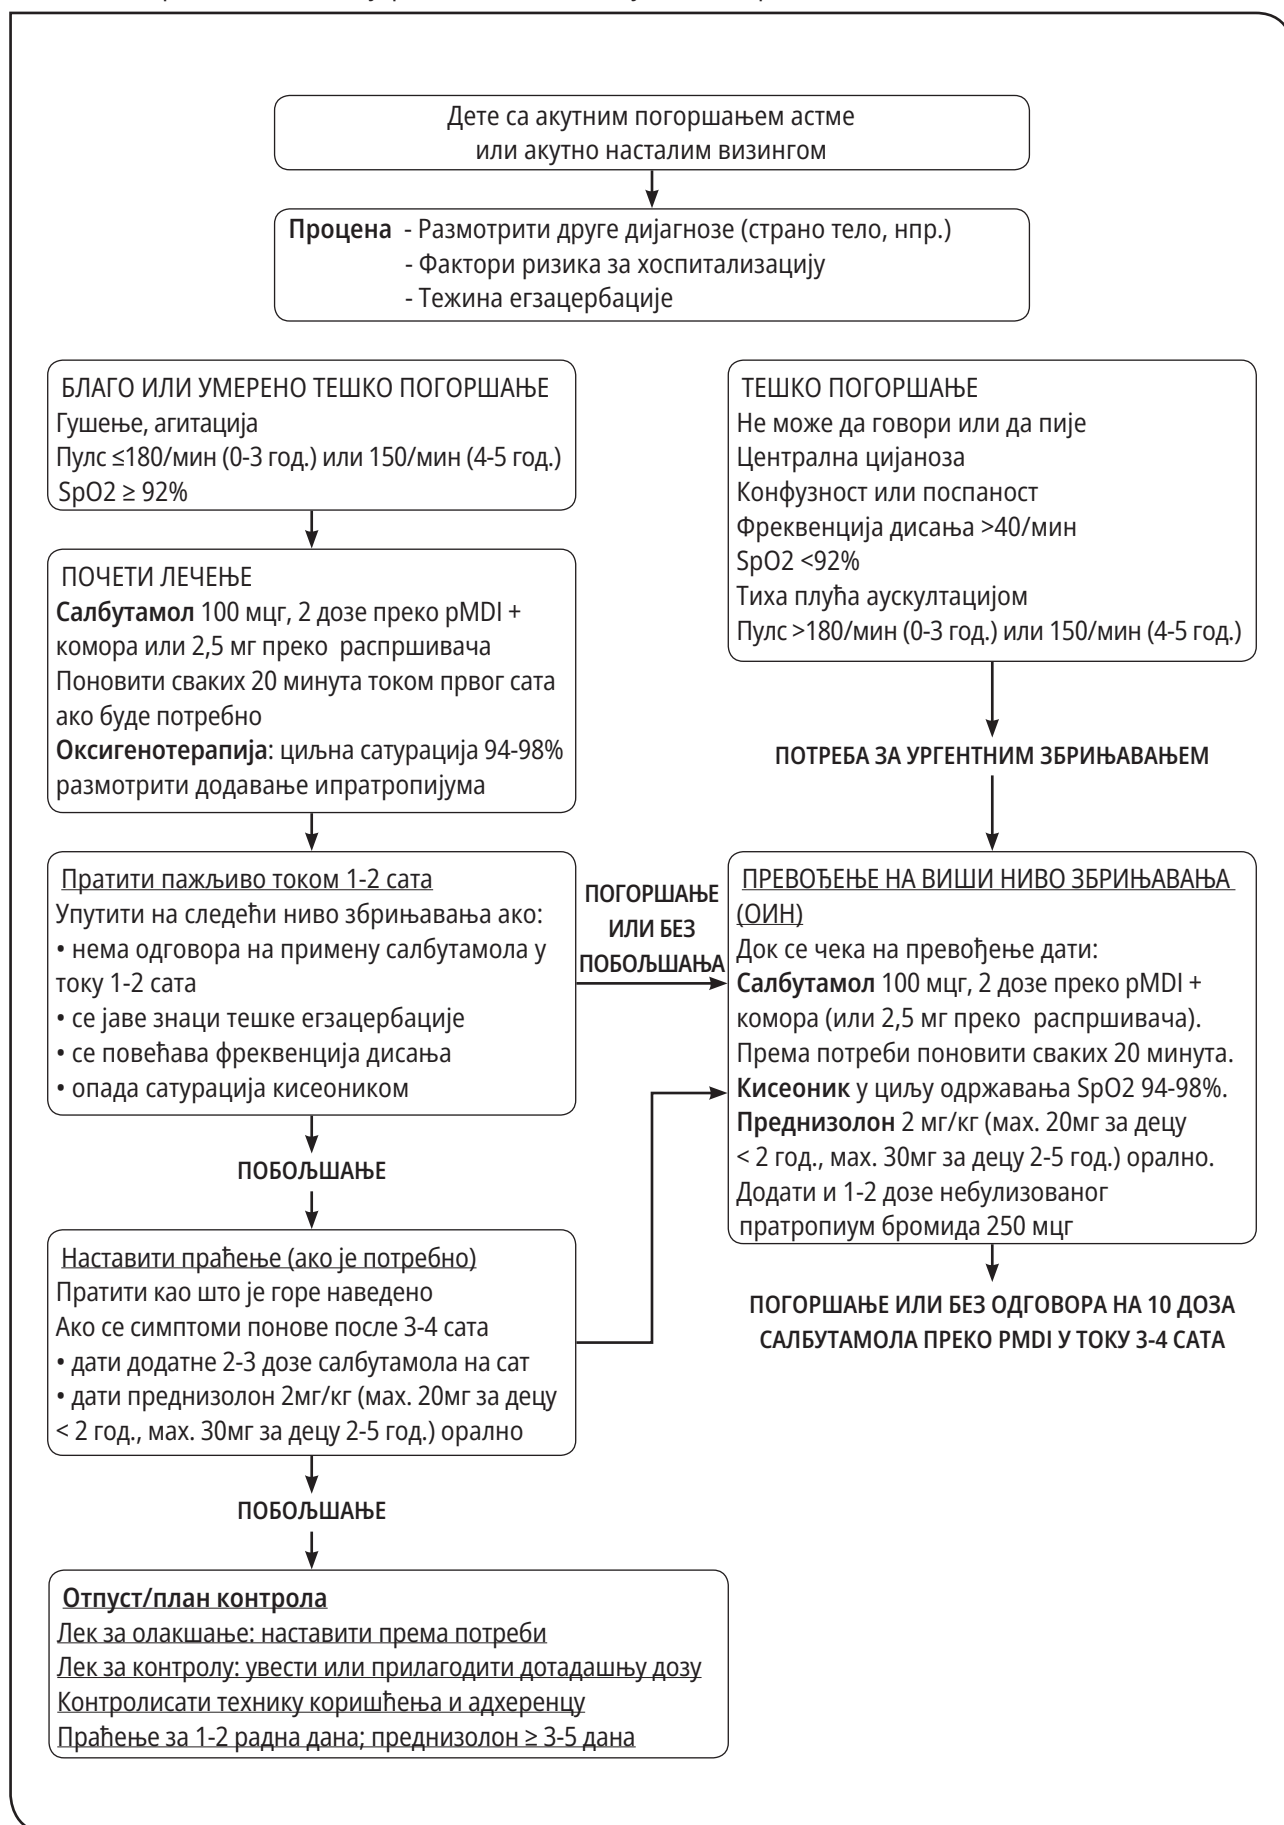 Дете са акутним погоршањем астме
или акутно насталим визингом
Процена - Размотрити друге дијагнозе (страно тело, нпр.)
- Фактори ризика за хоспитализацију
- Тежина егзацербације
БЛАГО ИЛИ УМЕРЕНО ТЕШКО ПОГОРШАЊЕ
Гушење, агитација
Пулс ≤180/мин (0-3 год.) или 150/мин (4-5 год.)
SpO2 ≥ 92%
ПОЧЕТИ ЛЕЧЕЊЕ
Салбутамол 100 мцг, 2 дозе преко pMDI +
комора или 2,5 мг преко распршивача
Поновити сваких 20 минута током првог сата
ако буде потребно
Оксигенотерапија: циљна сатурација 94-98%
размотрити додавање ипратропијума
Пратити пажљиво током 1-2 сата
Упутити на следећи ниво збрињавања ако:
• нема одговора на примену салбутамола у
току 1-2 сата
• се јаве знаци тешке егзацербације
• се повећава фреквенција дисања
• опада сатурација кисеоником
ПОБОЉШАЊЕ
Наставити праћење (ако је потребно)
Пратити као што је горе наведено
Ако се симптоми понове после 3-4 сата
• дати додатне 2-3 дозе салбутамола на сат
• дати преднизолон 2мг/кг (мах. 20мг за децу
< 2 год., мах. 30мг за децу 2-5 год.) орално
ПОБОЉШАЊЕ
Отпуст/план контрола
Лек за олакшање: наставити према потреби
Лек за контролу: увести или прилагодити дотадашњу дозу
Контролисати технику коришћења и адхеренцу
Праћење за 1-2 радна дана; преднизолон ≥ 3-5 дана
ПОГОРШАЊЕ
ИЛИ БЕЗ
ПОБОЉШАЊА
ТЕШКО ПОГОРШАЊЕ
Не може да говори или да пије
Централна цијаноза
Конфузност или поспаност
Фреквенција дисања >40/мин
SpO2 <92%
Тиха плућа аускултацијом
Пулс >180/мин (0-3 год.) или 150/мин (4-5 год.)
ПОТРЕБА ЗА УРГЕНТНИМ ЗБРИЊАВАЊЕМ
ПРЕВОЂЕЊЕ НА ВИШИ НИВО ЗБРИЊАВАЊА
(ОИН)
Док се чека на превођење дати:
Салбутамол 100 мцг, 2 дозе преко pMDI +
комора (или 2,5 мг преко распршивача).
Према потреби поновити сваких 20 минута.
Кисеоник у циљу одржавања SpO2 94-98%.
Преднизолон 2 мг/кг (мах. 20мг за децу
< 2 год., мах. 30мг за децу 2-5 год.) орално.
Додати и 1-2 дозе небулизованог
пратропиум бромида 250 мцг
ПОГОРШАЊЕ ИЛИ БЕЗ ОДГОВОРА НА 10 ДОЗА
САЛБУТАМОЛА ПРЕКО PMDI У ТОКУ 3-4 САТА